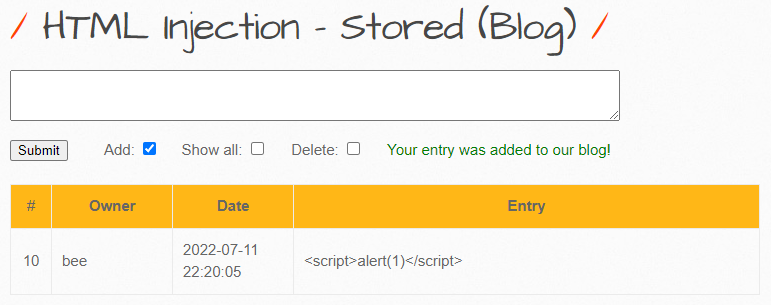 / HTML Injection - Stored (Blog) /
Submit Add: Show all: Delete: Your entry was added to our blog!
# Owner Date Entry
10 bee 2022-07-11 22:20:05 <script>alert(1)</script>